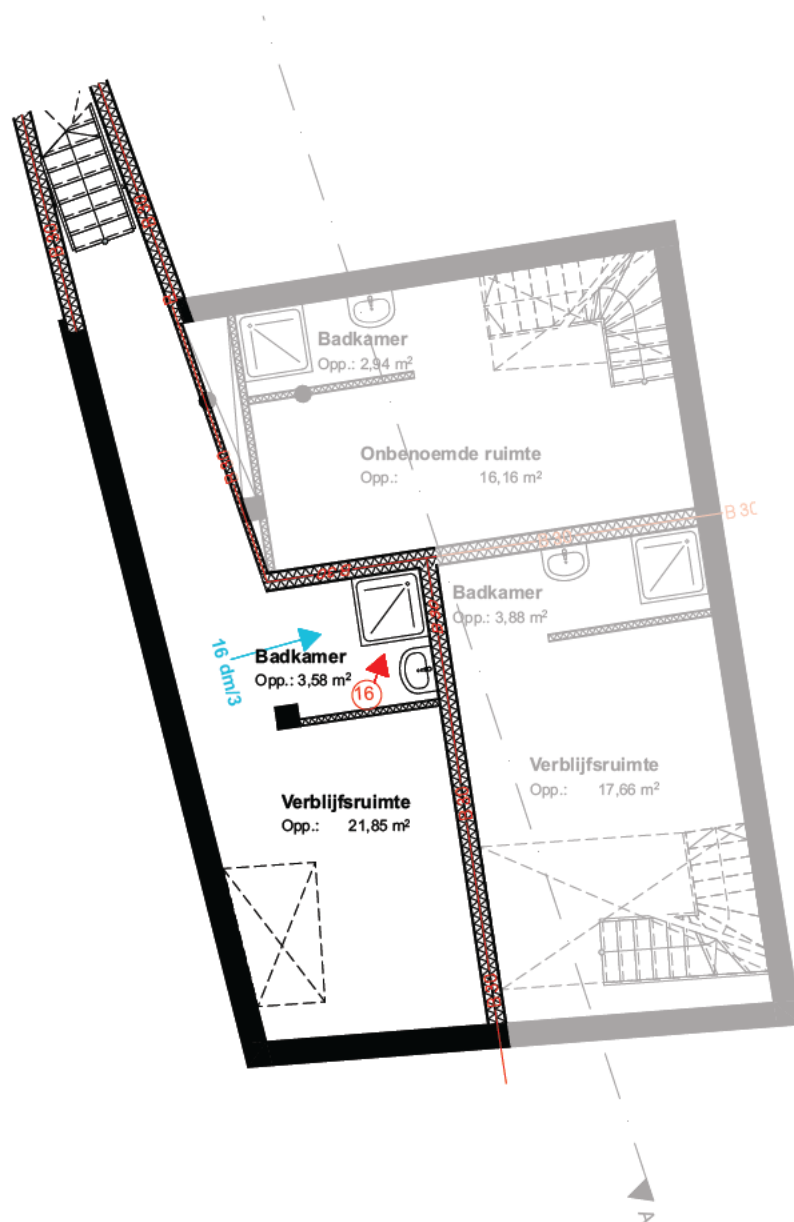 Badkamer
Opp.: 2,94 m²
Onbenoemde ruimte
Opp.: 16,16 m²
B 30
Badkamer
Opp.: 3,88 m²
16 dm/3
Badkamer
Opp.: 3,58 m²
16
Verblijfsruimte
Opp.: 17,66 m²
Verblijfsruimte
Opp.: 21,85 m²
A